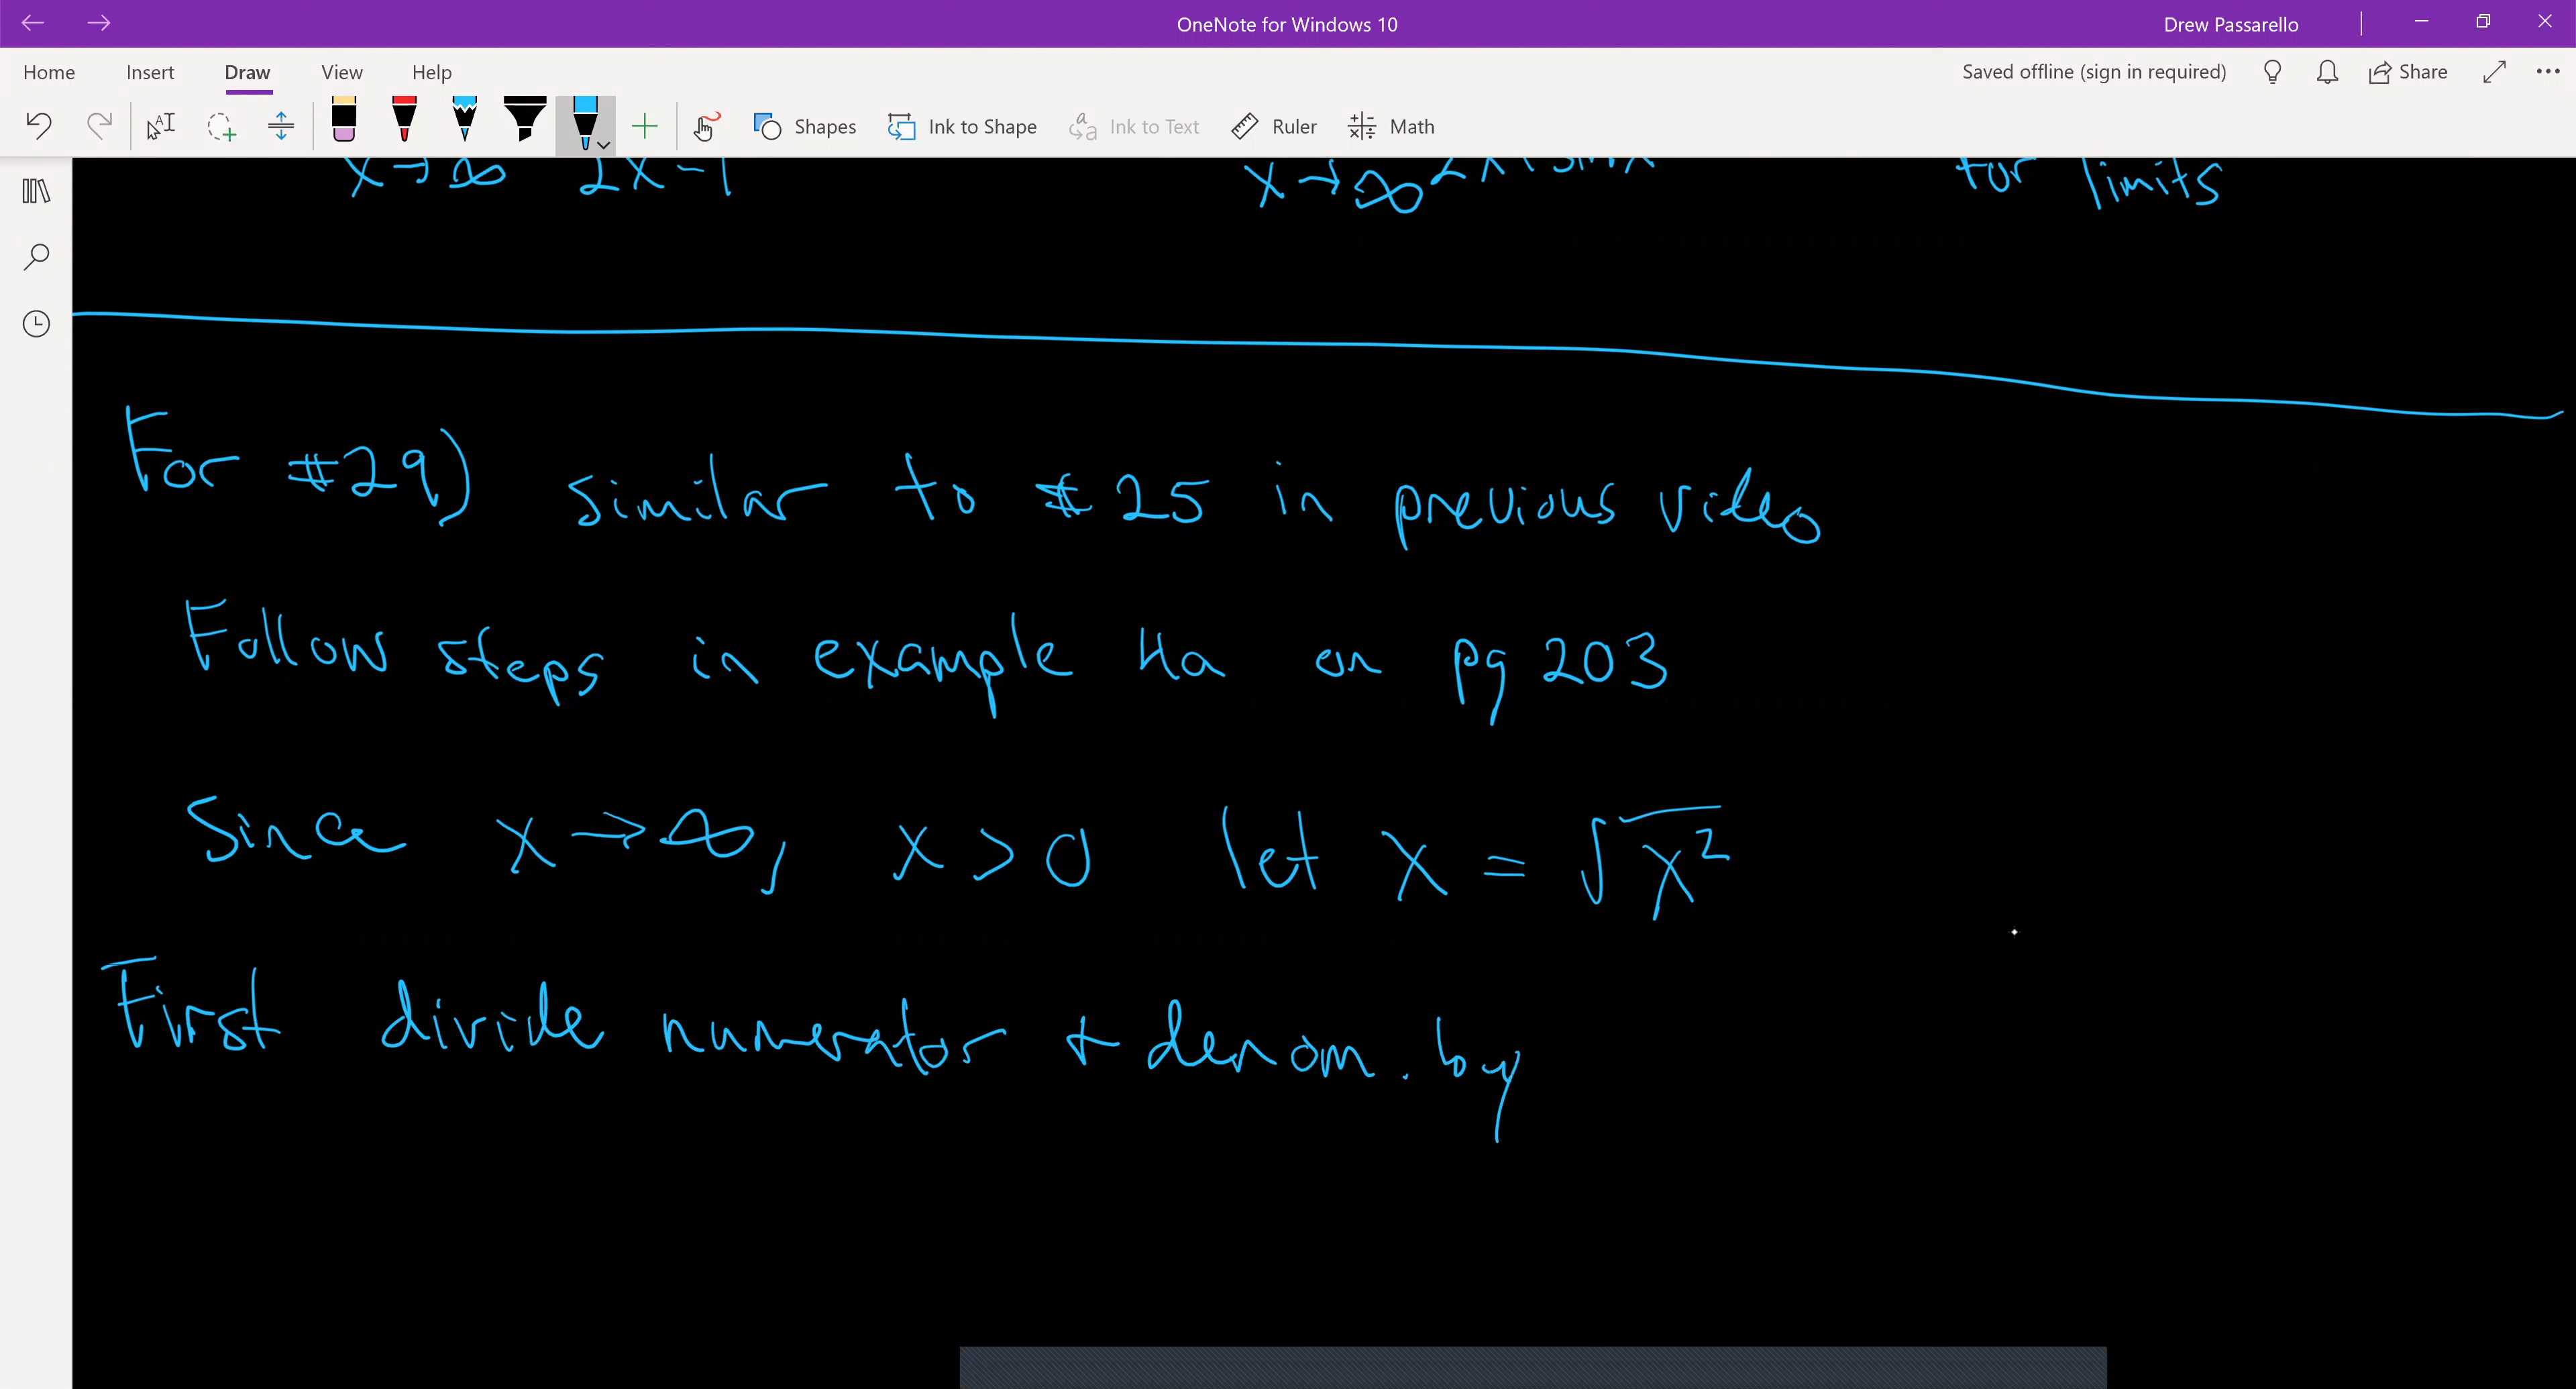 OneNote for Windows 10 Drew Passarello
Home Insert Draw View Help Saved offline (sign in required) Share
Shapes Ink to Shape Ink to Text Ruler Math
x → ∞ 2x - 1 x → ∞ for limits
For #29) similar to #25 in previous video
Follow steps in example 4a on pg 203
Since x → ∞, x > 0 let x = √x²
First divide numerator + denom. by